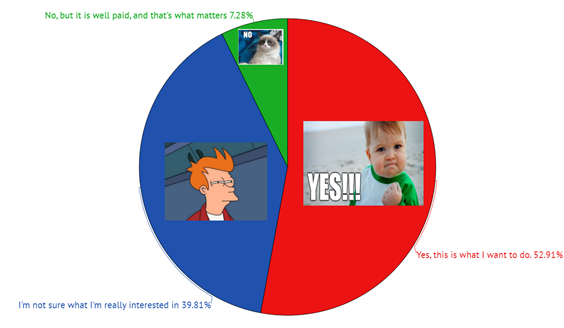 No, but it is well paid, and that's what matters 7.28%
NO
YES!!!
Yes, this is what I want to do. 52.91%
I'm not sure what I'm really interested in 39.81%